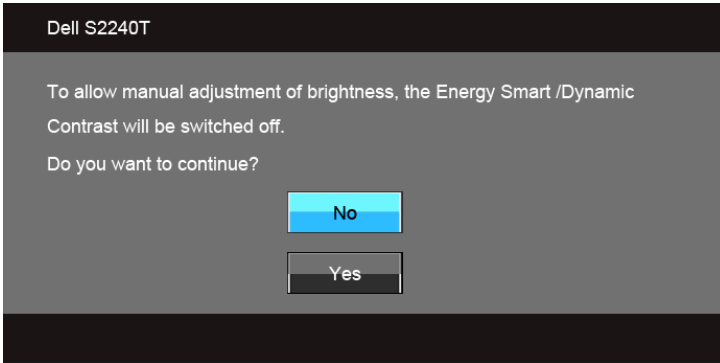 Dell S2240T
To allow manual adjustment of brightness, the Energy Smart /Dynamic
Contrast will be switched off.
Do you want to continue?
No
Yes